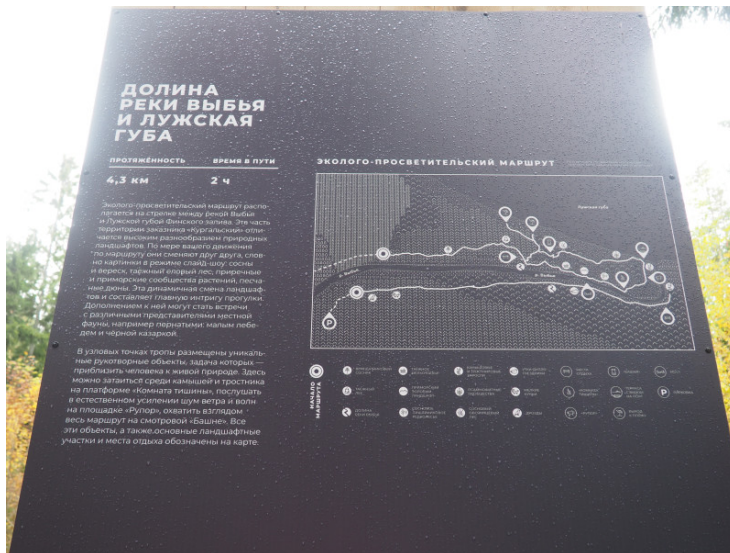 ДОЛИНА
РЕКИ ВЫБЬЯ
И ЛУЖСКАЯ
ГУБА
ПРОТЯЖЁННОСТЬ
ВРЕМЯ В ПУТИ
4,3 км
2 ч
Эколого-просветительский маршрут распо-
лагается на стрелке между рекой Выбья
и Лужской губой Финского залива. Эта часть
территории заказника «Кургальский» отли-
чается высоким разнообразием природных
ландшафтов. По мере вашего движения
по маршруту они сменяют друг друга, слов-
но картинки в режиме слайд-шоу: сосны
и вереск, таёжный еловый лес, приречные
и приморские сообщества растений, песча-
ные дюны. Эта динамичная смена ландшаф-
тов и составляет главную интригу прогулки.
Дополнением к ней могут стать встречи
с различными представителями местной
фауны, например пернатыми: малым лебе-
дем и чёрной казаркой.
В узловых точках тропы размещены уникаль-
ные рукотворные объекты, задача которых —
приблизить человека к живой природе. Здесь
можно затаиться среди камышей и тростника
на платформе «Комната тишины», послушать
в естественном усилении шум ветра и волн
на площадке «Рупор», охватить взглядом
весь маршрут на смотровой «Башне». Все
эти объекты, а также основные ландшафтные
участки и места отдыха обозначены на карте.
ЭКОЛОГО-ПРОСВЕТИТЕЛЬСКИЙ МАРШРУТ
Лужская губа
р. Выбья
р. Выбья
P
НАЧАЛО
МАРШРУТА
P